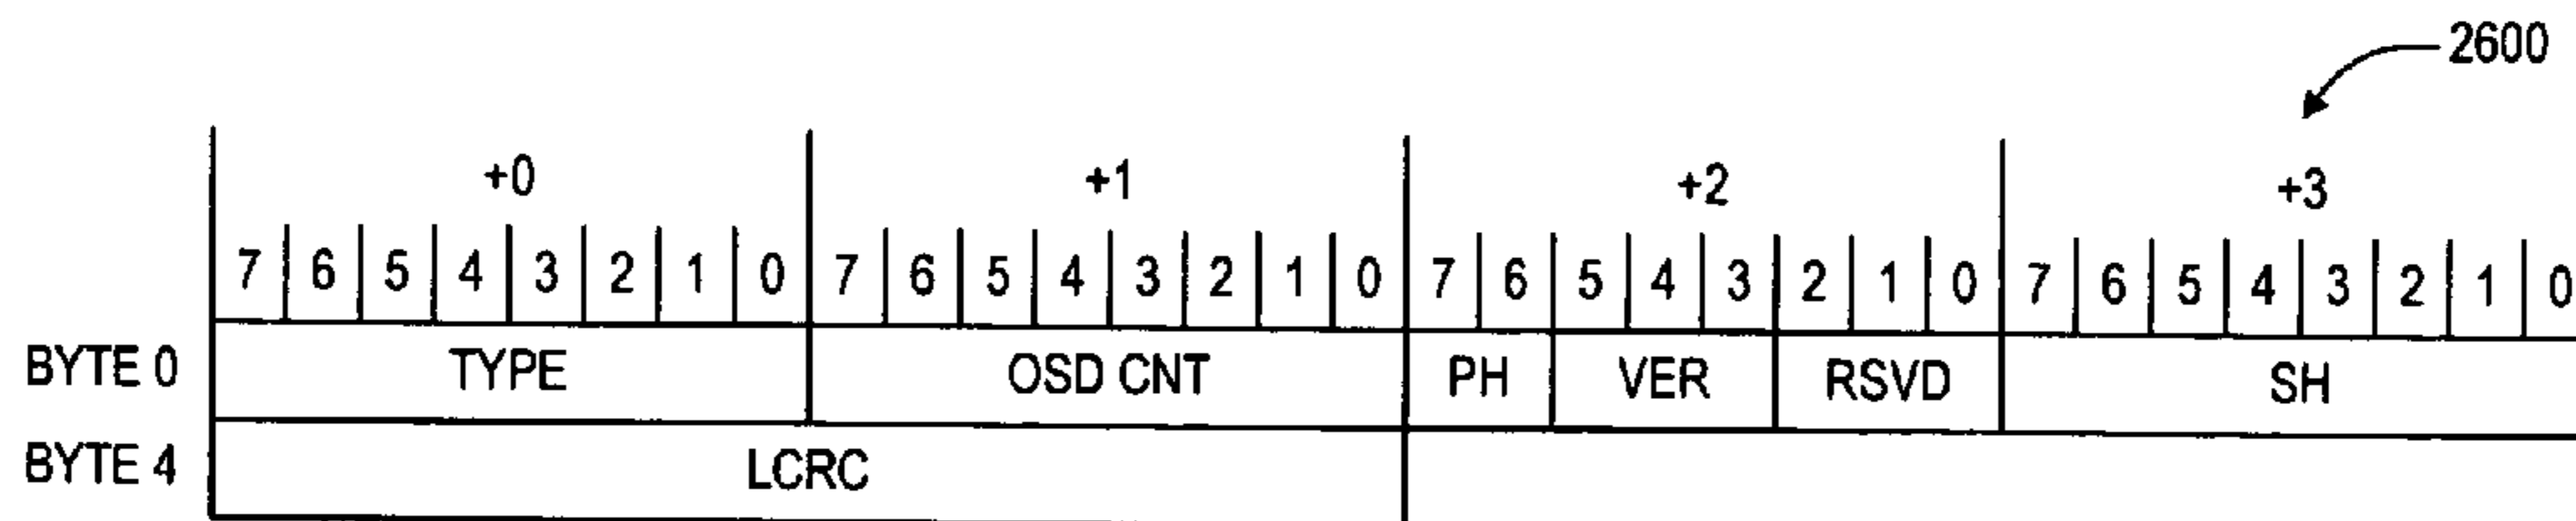 2600
+0 +1 +2 +3
7 6 5 4 3 2 1 0 7 6 5 4 3 2 1 0 7 6 5 4 3 2 1 0 7 6 5 4 3 2 1 0
BYTE 0 TYPE OSD CNT PH VER RSVD SH
BYTE 4 LCRC